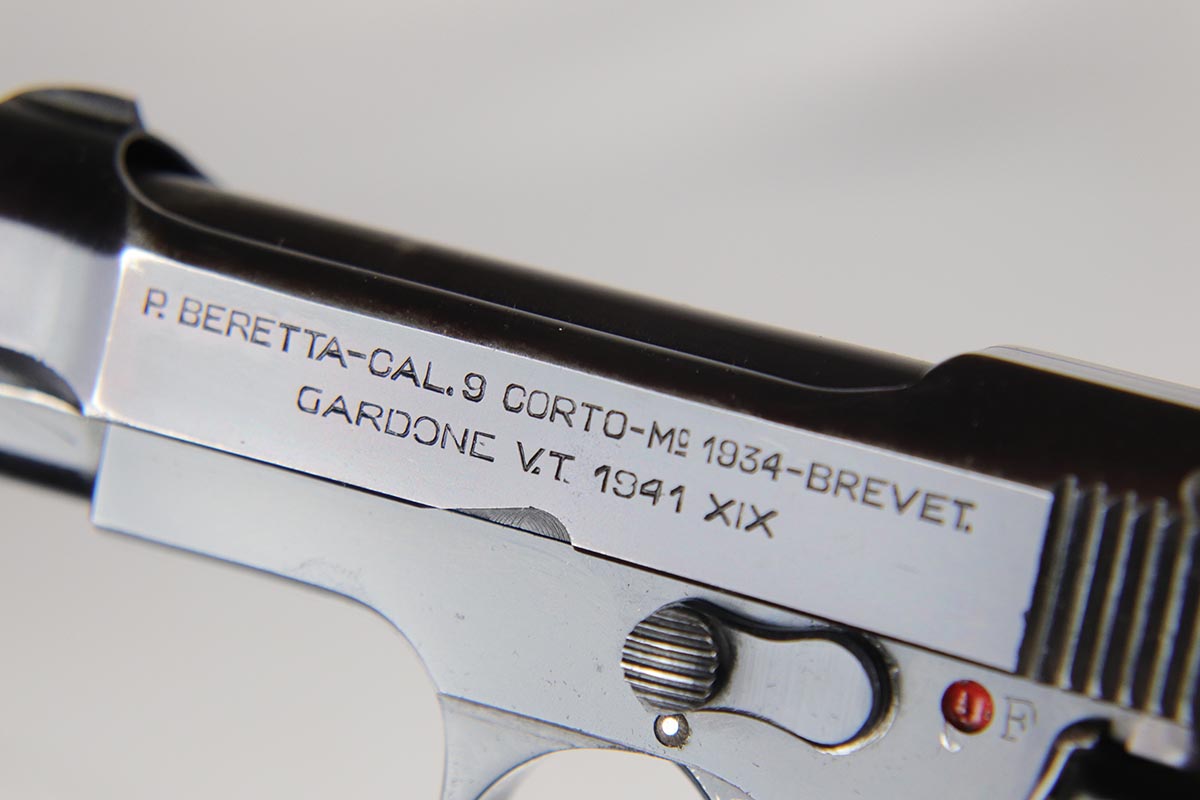 P. BERETTA-CAL. 9 CORTO-Mº 1934-BREVET.
GARDONE V.T. 1941 XIX
F